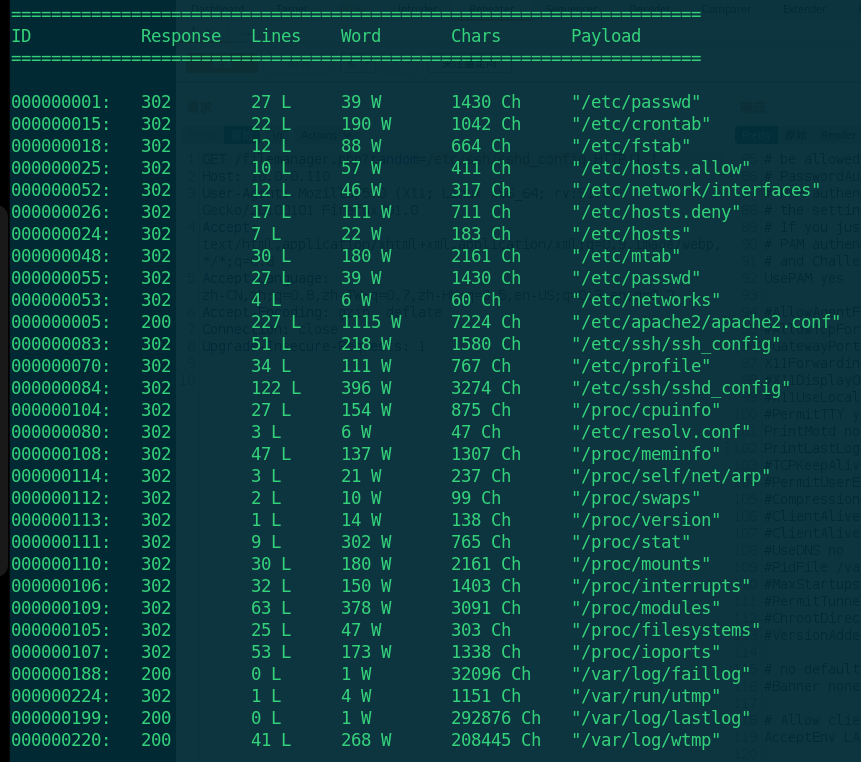 =====================================================================
ID           Response   Lines    Word       Chars       Payload
=====================================================================
000000001:   302        27 L     39 W       1430 Ch     "/etc/passwd"
000000015:   302        22 L     190 W      1042 Ch     "/etc/crontab"
000000018:   302        12 L     88 W       664 Ch      "/etc/fstab"
000000025:   302        10 L     57 W       411 Ch      "/etc/hosts.allow"
000000052:   302        12 L     46 W       317 Ch      "/etc/network/interfaces"
000000026:   302        17 L     111 W      711 Ch      "/etc/hosts.deny"
000000024:   302        7 L      22 W       183 Ch      "/etc/hosts"
000000048:   302        30 L     180 W      2161 Ch     "/etc/mtab"
000000055:   302        27 L     39 W       1430 Ch     "/etc/passwd"
000000053:   302        4 L      6 W        60 Ch       "/etc/networks"
000000005:   200        227 L    1115 W     7224 Ch     "/etc/apache2/apache2.conf"
000000083:   302        51 L     218 W      1580 Ch     "/etc/ssh/ssh_config"
000000070:   302        34 L     111 W      767 Ch      "/etc/profile"
000000084:   302        122 L    396 W      3274 Ch     "/etc/ssh/sshd_config"
000000104:   302        27 L     154 W      875 Ch      "/proc/cpuinfo"
000000080:   302        3 L      6 W        47 Ch       "/etc/resolv.conf"
000000108:   302        47 L     137 W      1307 Ch     "/proc/meminfo"
000000114:   302        3 L      21 W       237 Ch      "/proc/self/net/arp"
000000112:   302        2 L      10 W       99 Ch       "/proc/swaps"
000000113:   302        1 L      14 W       138 Ch      "/proc/version"
000000111:   302        9 L      302 W      765 Ch      "/proc/stat"
000000110:   302        30 L     180 W      2161 Ch     "/proc/mounts"
000000106:   302        32 L     150 W      1403 Ch     "/proc/interrupts"
000000109:   302        63 L     378 W      3091 Ch     "/proc/modules"
000000105:   302        25 L     47 W       303 Ch      "/proc/filesystems"
000000107:   302        53 L     173 W      1338 Ch     "/proc/ioports"
000000188:   200        0 L      1 W        32096 Ch    "/var/log/faillog"
000000224:   302        1 L      4 W        1151 Ch     "/var/run/utmp"
000000199:   200        0 L      1 W        292876 Ch   "/var/log/lastlog"
000000220:   200        41 L     268 W      208445 Ch   "/var/log/wtmp"